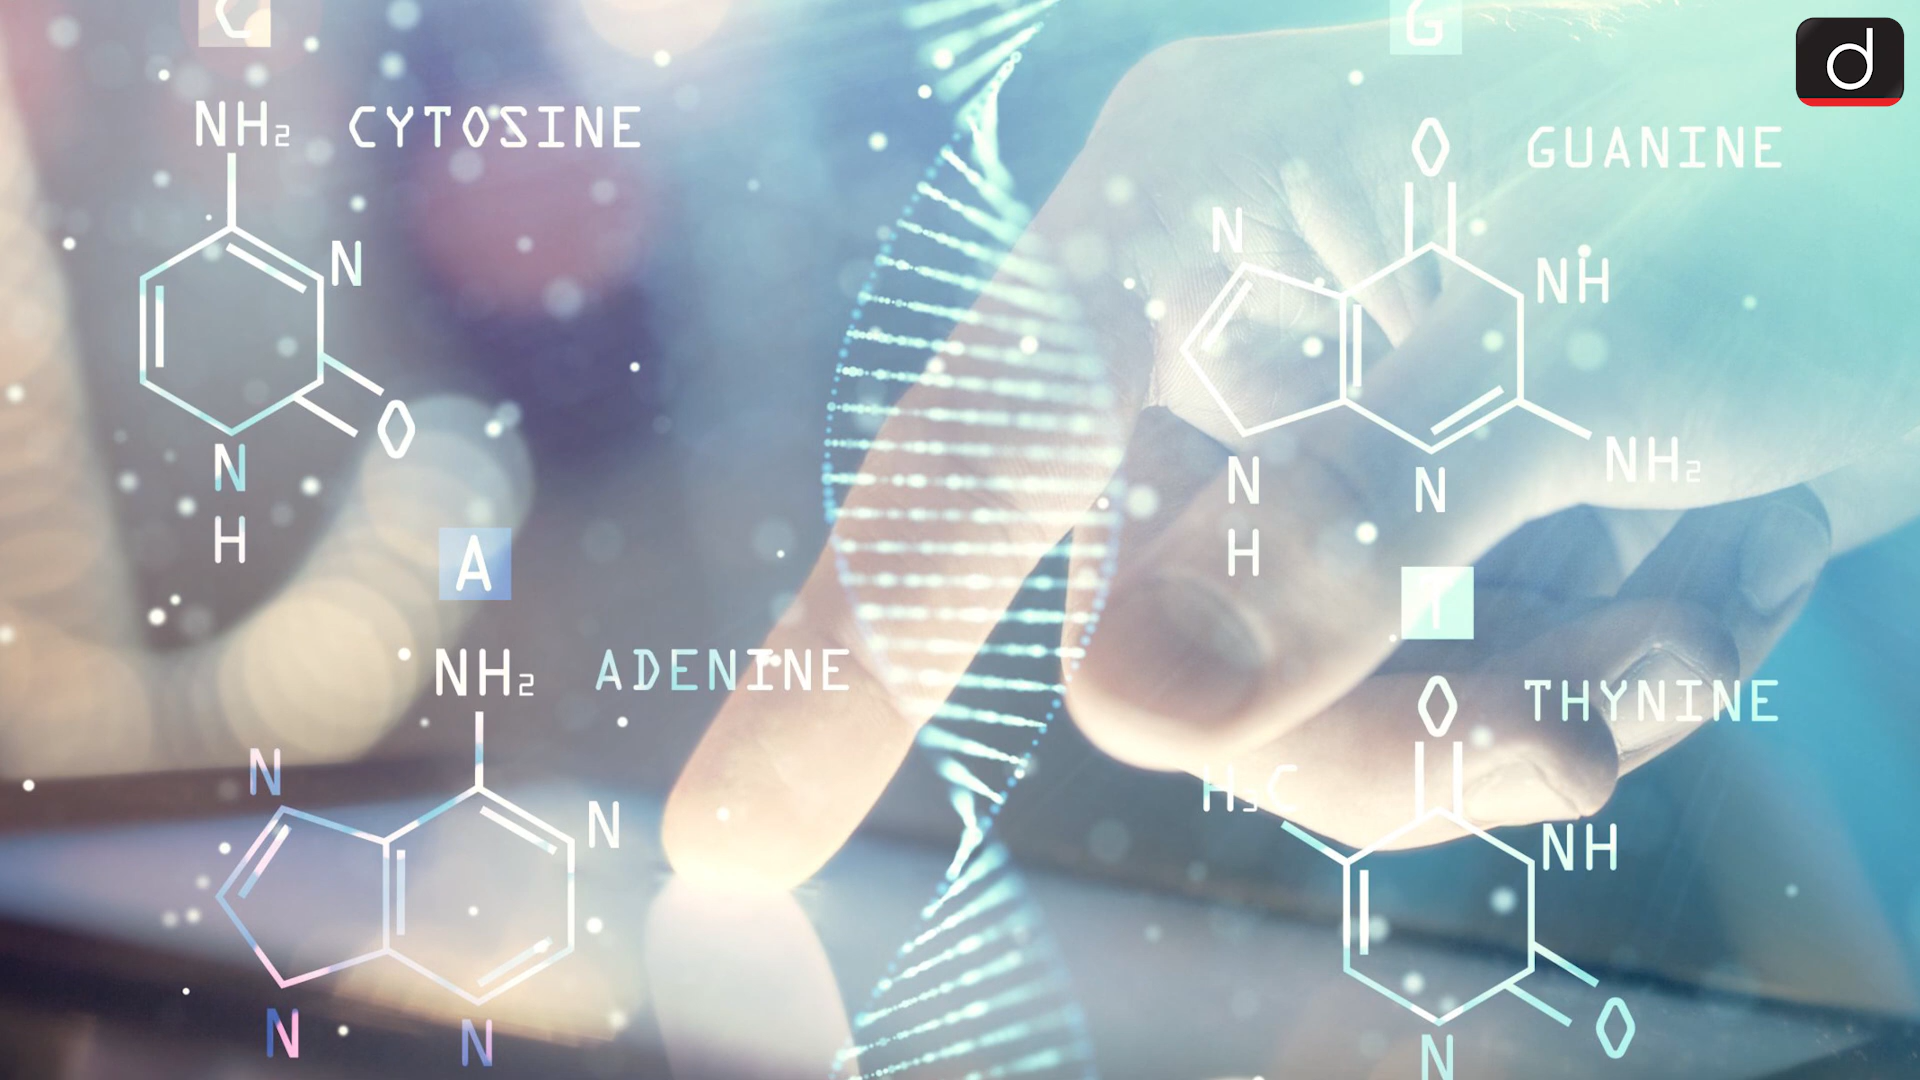 C
NH₂ CYTOSINE
N
O
N
H
G
O GUANINE
N
NH
NH₂
N
N
H
A
NH₂ ADENINE
N
N
N
N
T
O THYNINE
H₃C
NH
O
N
d